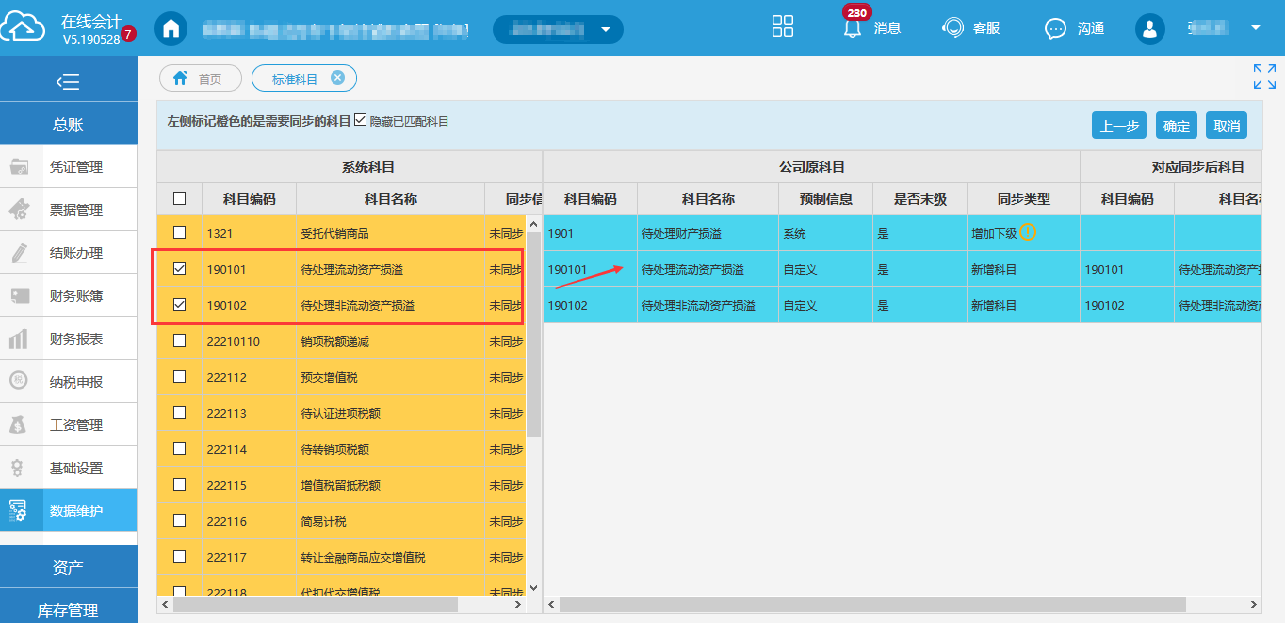 在线会计
V5.190528
7
230
消息
客服
沟通
总账
凭证管理
票据管理
结账办理
财务账簿
财务报表
纳税申报
工资管理
基础设置
数据维护
资产
库存管理
首页
标准科目
左侧标记橙色的是需要同步的科目 隐藏已匹配科目
上一步 确定 取消
系统科目 公司原科目 对应同步后科目
科目编码 科目名称 同步信 科目编码 科目名称 预制信息 是否末级 同步类型 科目编码 科目名
1321 受托代销商品 未同步 1901 待处理财产损溢 系统 是 增加下级
190101 待处理流动资产损溢 未同步 190101 待处理流动资产损溢 自定义 是 新增科目 190101 待处理流动资产
190102 待处理非流动资产损溢 未同步 190102 待处理非流动资产损溢 自定义 是 新增科目 190102 待处理非流动资
22210110 销项税额递减 未同步
222112 预交增值税 未同步
222113 待认证进项税额 未同步
222114 待转销项税额 未同步
222115 增值税留抵税额 未同步
222116 简易计税 未同步
222117 转让金融商品应交增值税 未同步
222118 代扣代交增值税 未同步